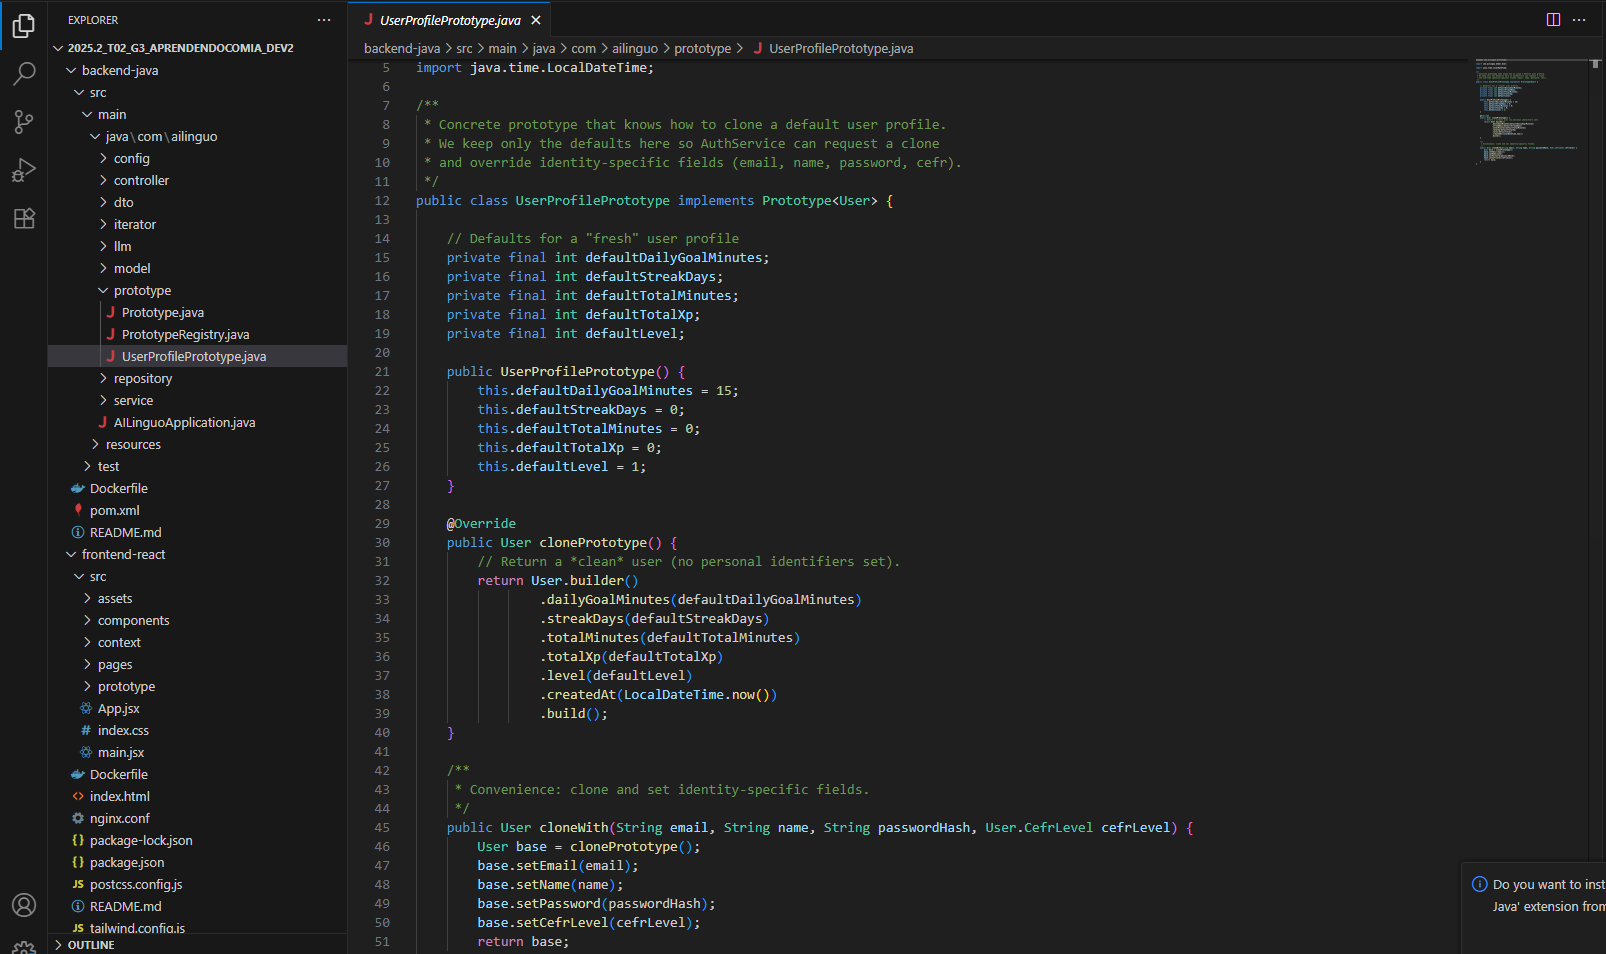 EXPLORER
2025.2_T02_G3_APRENDENDOCOMIA_DEV2
backend-java
src
main
java\com\ailinguo
config
controller
dto
iterator
llm
model
prototype
Prototype.java
PrototypeRegistry.java
UserProfilePrototype.java
repository
service
AILinguoApplication.java
resources
test
Dockerfile
pom.xml
README.md
frontend-react
src
assets
components
context
pages
prototype
App.jsx
index.css
main.jsx
Dockerfile
index.html
nginx.conf
package-lock.json
package.json
postcss.config.js
README.md
tailwind.config.js
OUTLINE
UserProfilePrototype.java
backend-java > src > main > java > com > ailinguo > prototype > UserProfilePrototype.java
5 import java.time.LocalDateTime;
6
7 /**
8 * Concrete prototype that knows how to clone a default user profile.
9 * We keep only the defaults here so AuthService can request a clone
10 * and override identity-specific fields (email, name, password, cefr).
11 */
12 public class UserProfilePrototype implements Prototype<User> {
13
14 // Defaults for a "fresh" user profile
15 private final int defaultDailyGoalMinutes;
16 private final int defaultStreakDays;
17 private final int defaultTotalMinutes;
18 private final int defaultTotalXp;
19 private final int defaultLevel;
20
21 public UserProfilePrototype() {
22 this.defaultDailyGoalMinutes = 15;
23 this.defaultStreakDays = 0;
24 this.defaultTotalMinutes = 0;
25 this.defaultTotalXp = 0;
26 this.defaultLevel = 1;
27 }
28
29 @Override
30 public User clonePrototype() {
31 // Return a *clean* user (no personal identifiers set).
32 return User.builder()
33 .dailyGoalMinutes(defaultDailyGoalMinutes)
34 .streakDays(defaultStreakDays)
35 .totalMinutes(defaultTotalMinutes)
36 .totalXp(defaultTotalXp)
37 .level(defaultLevel)
38 .createdAt(LocalDateTime.now())
39 .build();
40 }
41
42 /**
43 * Convenience: clone and set identity-specific fields.
44 */
45 public User cloneWith(String email, String name, String passwordHash, User.CefrLevel cefrLevel) {
46 User base = clonePrototype();
47 base.setEmail(email);
48 base.setName(name);
49 base.setPassword(passwordHash);
50 base.setCefrLevel(cefrLevel);
51 return base;
Do you want to inst
Java' extension from